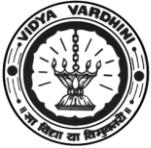 VIDYA VARDHINI
॥ सा विद्या या विमुक्तये ॥